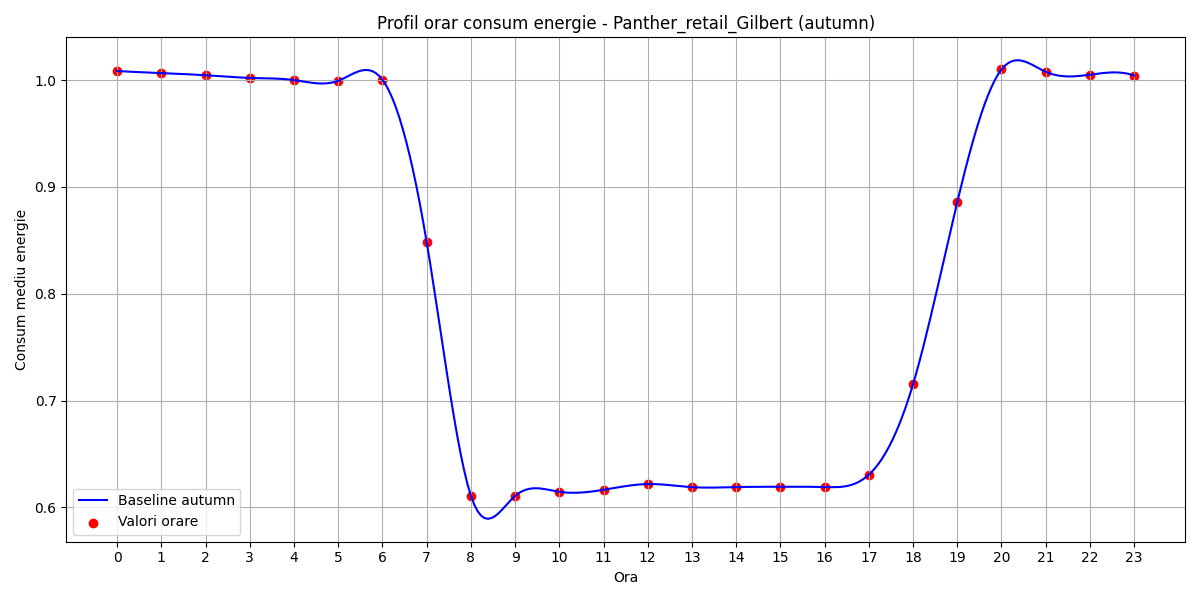 Profil orar consum energie - Panther_retail_Gilbert (autumn)
Consum mediu energie
1.0
0.9
0.8
0.7
0.6
Baseline autumn
Valori orare
0 1 2 3 4 5 6 7 8 9 10 11 12 13 14 15 16 17 18 19 20 21 22 23
Ora